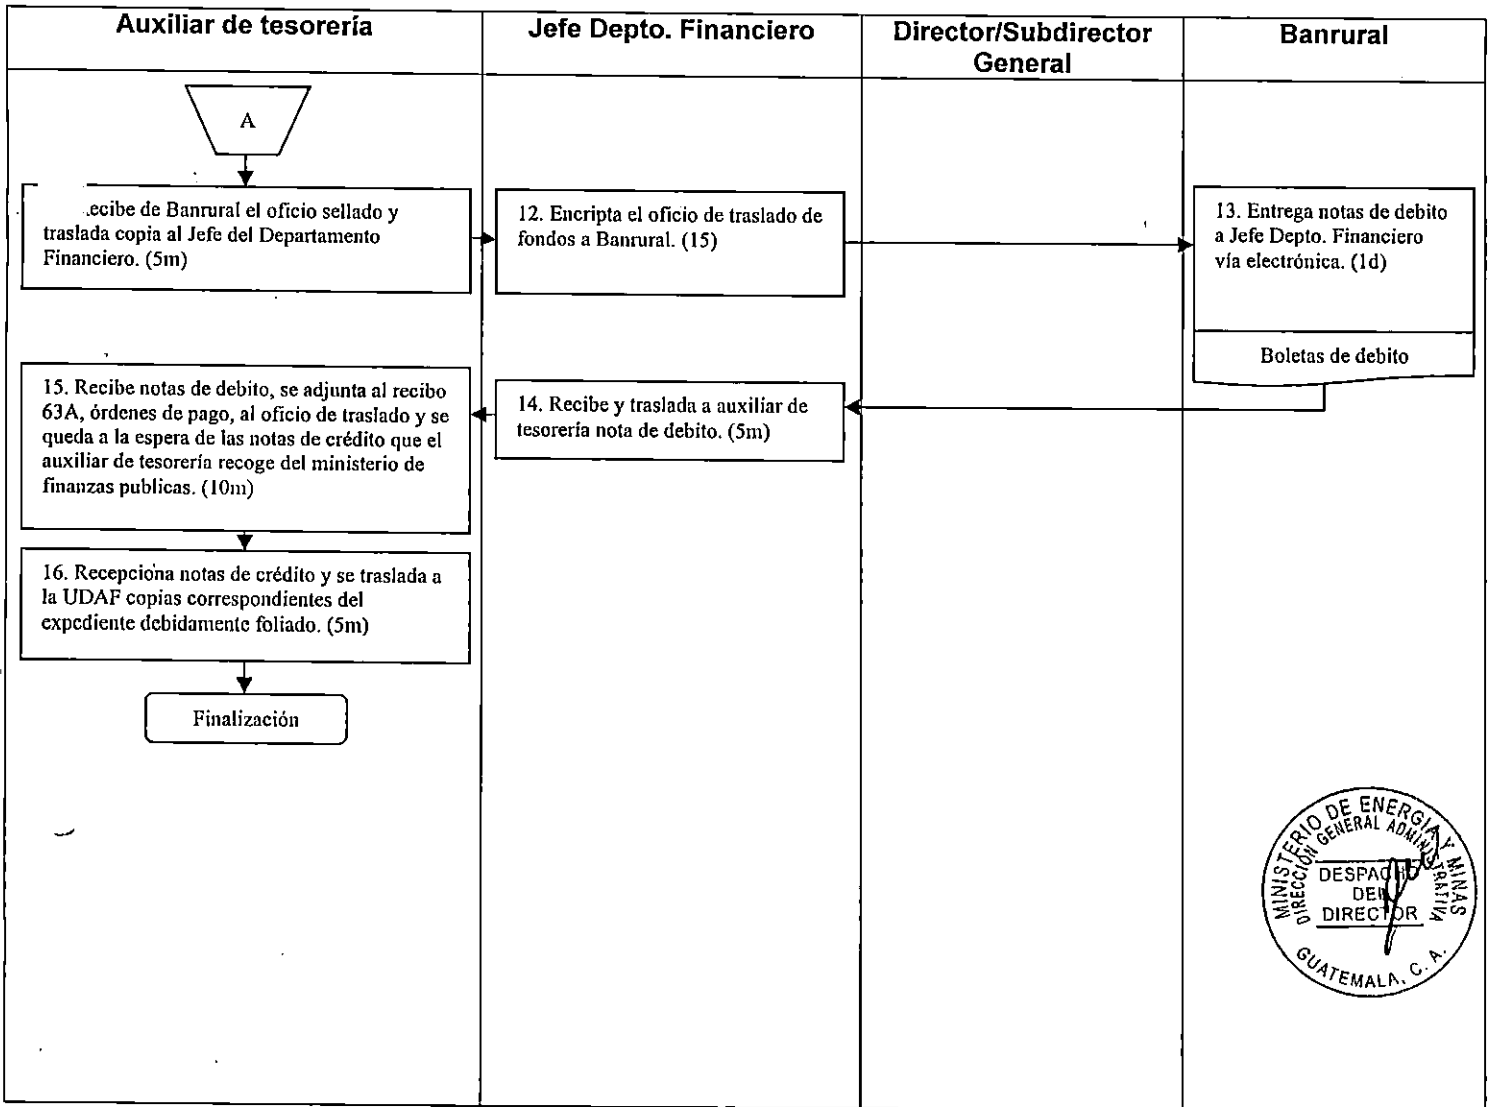 Auxiliar de tesorería
Jefe Depto. Financiero
Director/Subdirector
General
Banrural
A
.ecibe de Banrural el oficio sellado y
traslada copia al Jefe del Departamento
Financiero. (5m)
12. Encripta el oficio de traslado de
fondos a Banrural. (15)
13. Entrega notas de debito
a Jefe Depto. Financiero
vía electrónica. (1d)
Boletas de debito
14. Recibe y traslada a auxiliar de
tesorería nota de debito. (5m)
15. Recibe notas de debito, se adjunta al recibo
63A, órdenes de pago, al oficio de traslado y se
queda a la espera de las notas de crédito que el
auxiliar de tesorería recoge del ministerio de
finanzas publicas. (10m)
16. Recepciona notas de crédito y se traslada a
la UDAF copias correspondientes del
expediente debidamente foliado. (5m)
Finalización
MINISTERIO DE ENERGIA Y MINAS
DIRECCIÓN GENERAL ADMINISTRATIVA
DESPACHO
DEL
DIRECTOR
GUATEMALA, C. A.